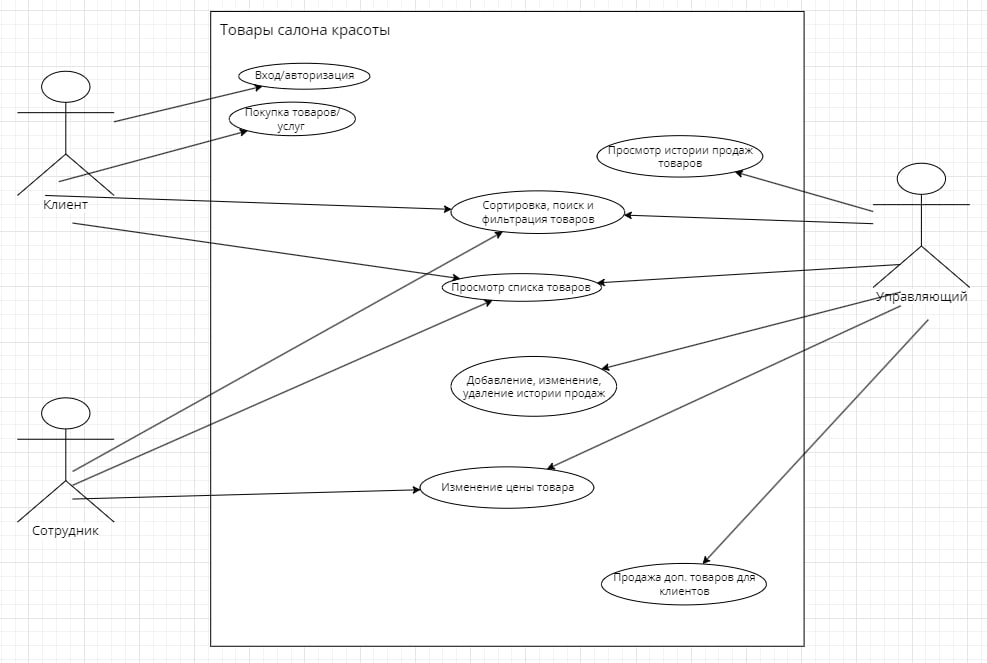 Товары салона красоты
Вход/авторизация
Покупка товаров/
услуг
Просмотр истории продаж
товаров
Клиент
Сортировка, поиск и
фильтрация товаров
Просмотр списка товаров
Управляющий
Добавление, изменение,
удаление истории продаж
Изменение цены товара
Сотрудник
Продажа доп. товаров для
клиентов